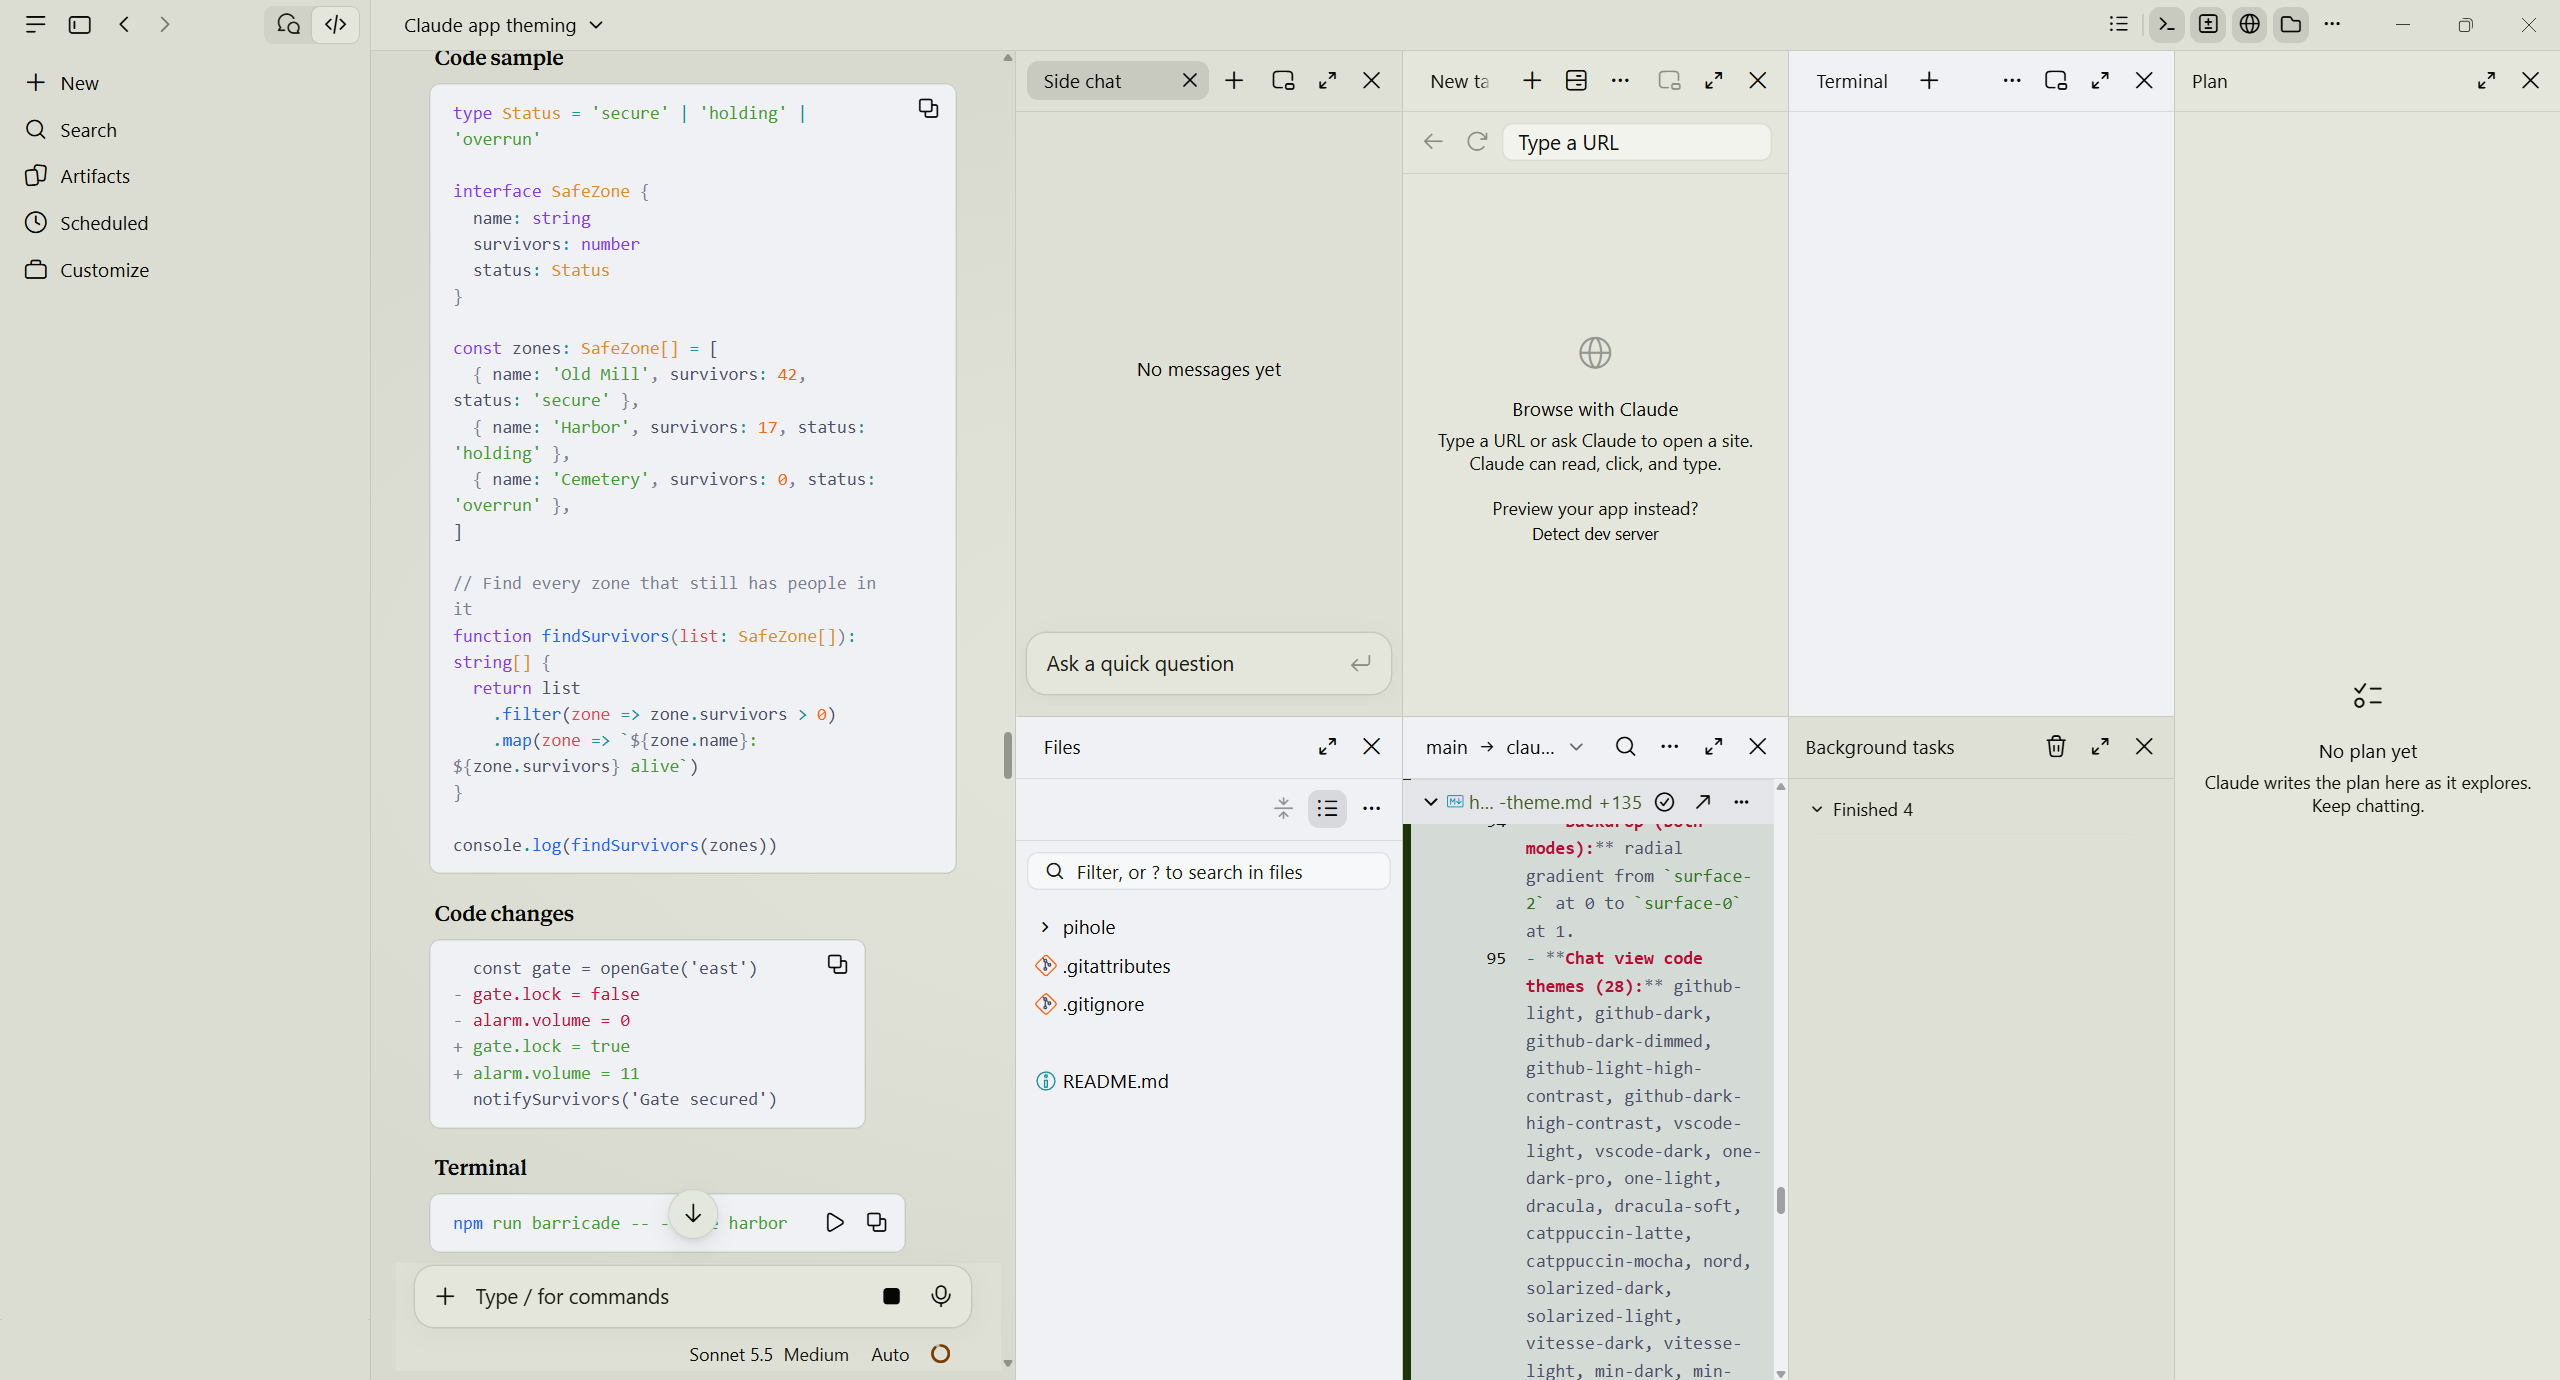 Claude app theming
New
Search
Artifacts
Scheduled
Customize
Code sample
type Status = 'secure' | 'holding' |
'overrun'
interface SafeZone {
name: string
survivors: number
status: Status
}
const zones: SafeZone[] = [
{ name: 'Old Mill', survivors: 42,
status: 'secure' },
{ name: 'Harbor', survivors: 17, status:
'holding' },
{ name: 'Cemetery', survivors: 0, status:
'overrun' },
]
// Find every zone that still has people in
it
function findSurvivors(list: SafeZone[]):
string[] {
return list
.filter(zone => zone.survivors > 0)
.map(zone => `${zone.name}:
${zone.survivors} alive`)
}
console.log(findSurvivors(zones))
Code changes
const gate = openGate('east')
- gate.lock = false
- alarm.volume = 0
+ gate.lock = true
+ alarm.volume = 11
notifySurvivors('Gate secured')
Terminal
npm run barricade -- harbor
Type / for commands
Sonnet 5.5 Medium Auto
Side chat
No messages yet
Ask a quick question
New ta
Type a URL
Browse with Claude
Type a URL or ask Claude to open a site.
Claude can read, click, and type.
Preview your app instead?
Detect dev server
Terminal
Plan
No plan yet
Claude writes the plan here as it explores.
Keep chatting.
Files
Filter, or ? to search in files
pihole
.gitattributes
.gitignore
README.md
main → clau...
h... -theme.md +135
94 Backdrop (both
modes):** radial
gradient from `surface-
2` at 0 to `surface-0`
at 1.
95 - **Chat view code
themes (28):** github-
light, github-dark,
github-dark-dimmed,
github-light-high-
contrast, github-dark-
high-contrast, vscode-
light, vscode-dark, one-
dark-pro, one-light,
dracula, dracula-soft,
catppuccin-latte,
catppuccin-mocha, nord,
solarized-dark,
solarized-light,
vitesse-dark, vitesse-
light, min-dark, min-
Background tasks
Finished 4